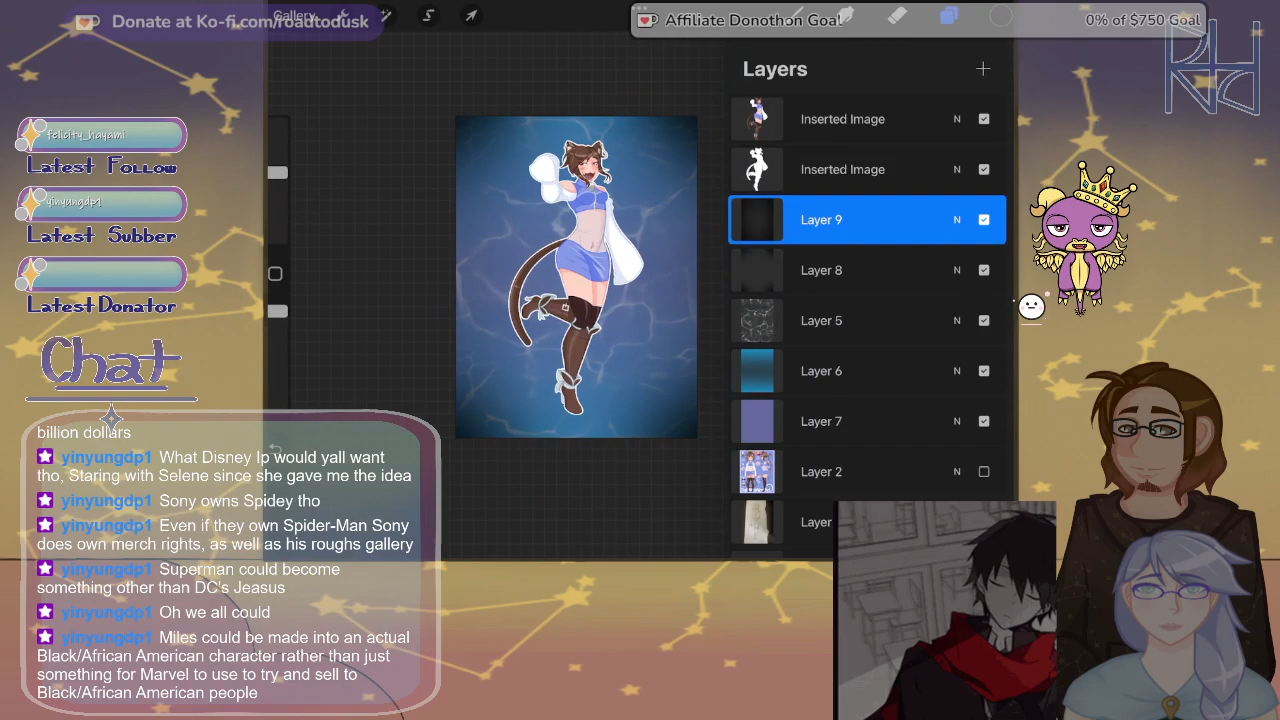 Donate at Ko-fi.com/roadtodusk
Gallery
Affiliate Donothon Goal
0% of $750 Goal
felicity_hayami
Latest Follow
yinyungdp1
Latest Subber
Latest Donator
Chat
billion dollars
yinyungdp1 What Disney Ip would yall want
tho, Staring with Selene since she gave me the idea
yinyungdp1 Sony owns Spidey tho
yinyungdp1 Even if they own Spider-Man Sony
does own merch rights, as well as his roughs gallery
yinyungdp1 Superman could become
something other than DC's Jeasus
yinyungdp1 Oh we all could
yinyungdp1 Miles could be made into an actual
Black/African American character rather than just
something for Marvel to use to try and sell to
Black/African American people
Layers
Inserted Image N
Inserted Image N
Layer 9 N
Layer 8 N
Layer 5 N
Layer 6 N
Layer 7 N
Layer 2 N
Layer